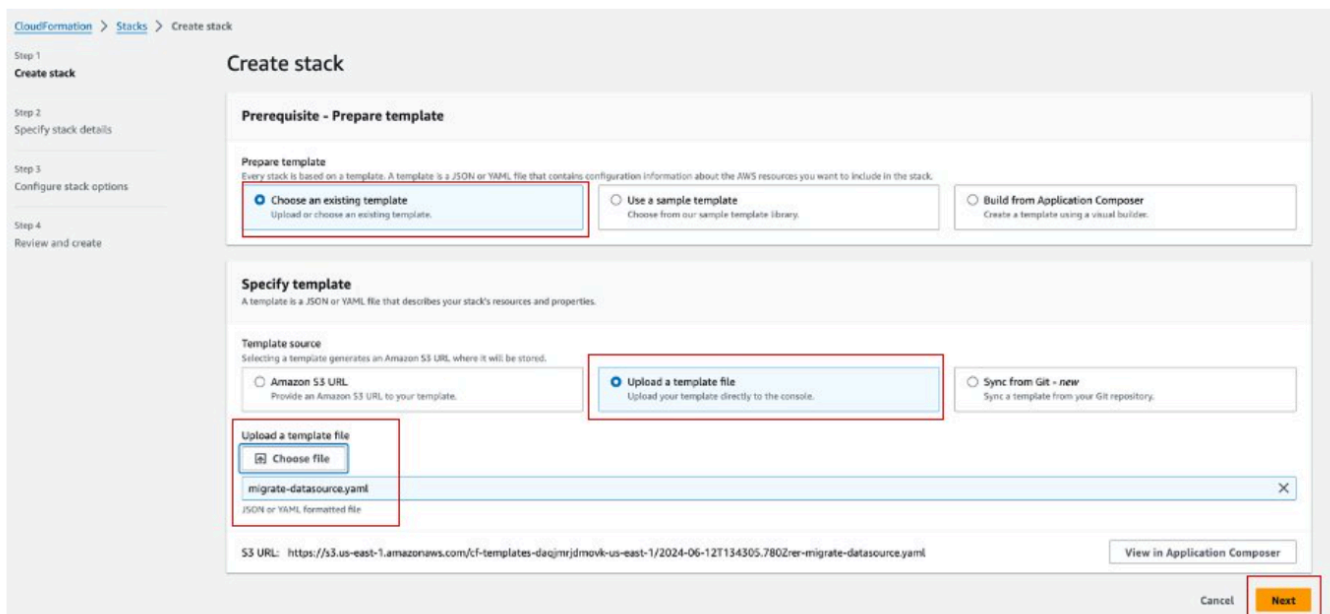 CloudFormation > Stacks > Create stack
Step 1
Create stack
Step 2
Specify stack details
Step 3
Configure stack options
Step 4
Review and create
Create stack
Prerequisite - Prepare template
Prepare template
Every stack is based on a template. A template is a JSON or YAML file that contains configuration information about the AWS resources you want to include in the stack.
Choose an existing template
Upload or choose an existing template.
Use a sample template
Choose from our sample template library.
Build from Application Composer
Create a template using a visual builder.
Specify template
A template is a JSON or YAML file that describes your stack's resources and properties.
Template source
Selecting a template generates an Amazon S3 URL where it will be stored.
Amazon S3 URL
Provide an Amazon S3 URL to your template.
Upload a template file
Upload your template directly to the console.
Sync from Git - new
Sync a template from your Git repository.
Upload a template file
Choose file
migrate-datasource.yaml
JSON or YAML formatted file
S3 URL: https://s3.us-east-1.amazonaws.com/cf-templates-daqjmrjdmovk-us-east-1/2024-06-12T134305.780Zrer-migrate-datasource.yaml
View in Application Composer
Cancel
Next